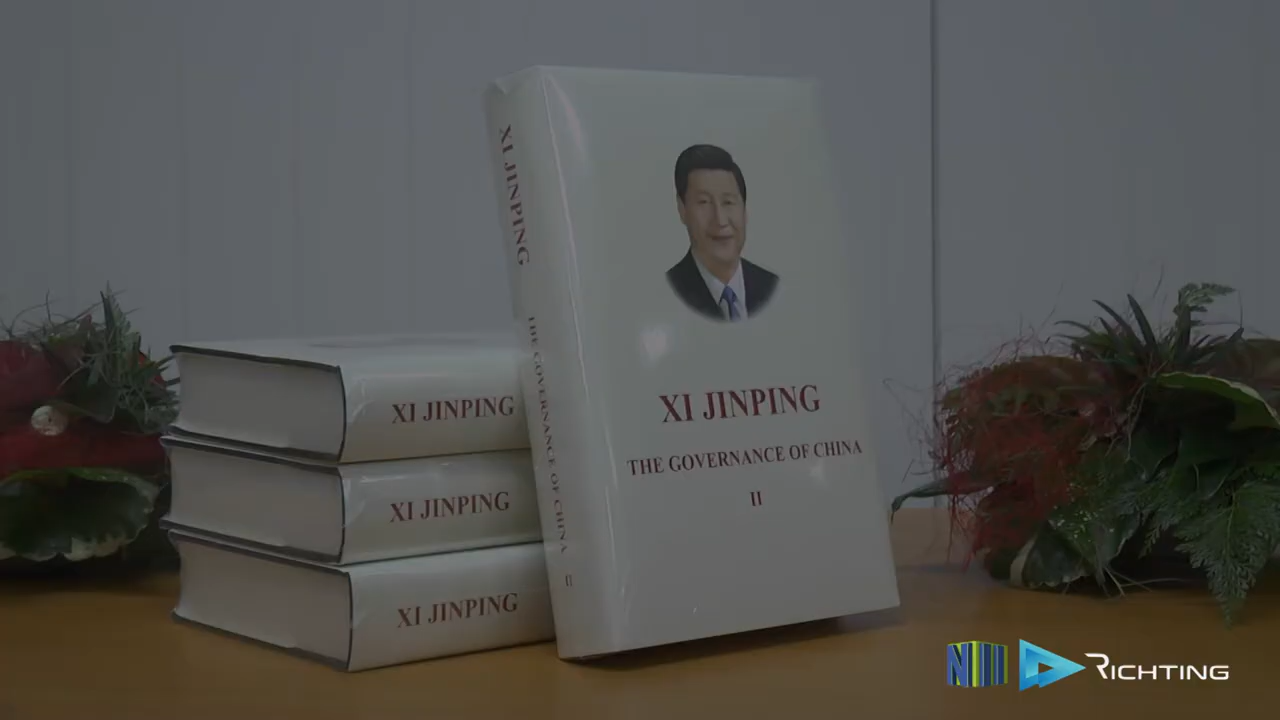 XI JINPING
THE GOVERNANCE OF CHINA
II
XI JINPING
THE GOVERNANCE OF CHINA
II
XI JINPING
XI JINPING
XI JINPING
N
RICHTING